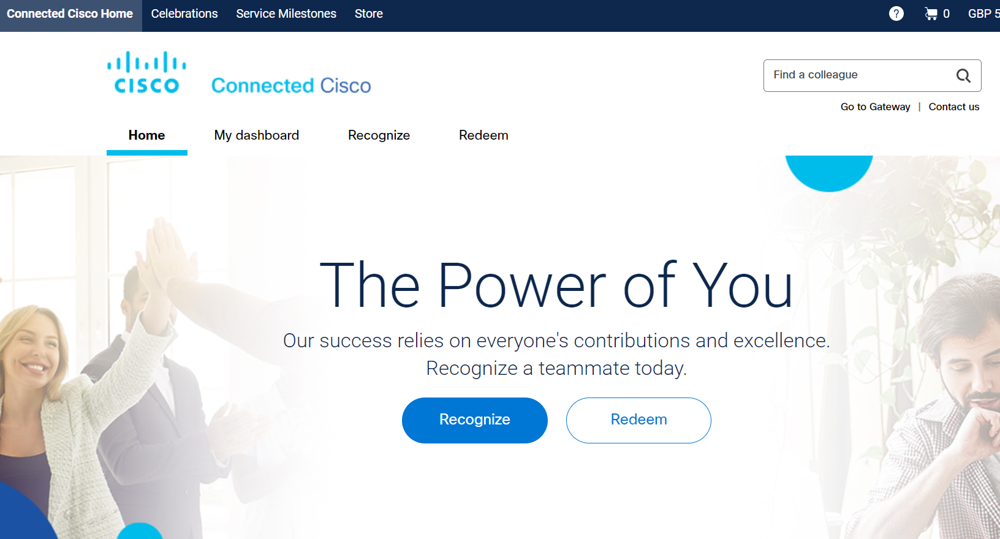 Connected Cisco Home Celebrations Service Milestones Store ? 0 GBP 5
CISCO Connected Cisco
Find a colleague
Go to Gateway | Contact us
Home My dashboard Recognize Redeem
The Power of You
Our success relies on everyone's contributions and excellence.
Recognize a teammate today.
Recognize Redeem